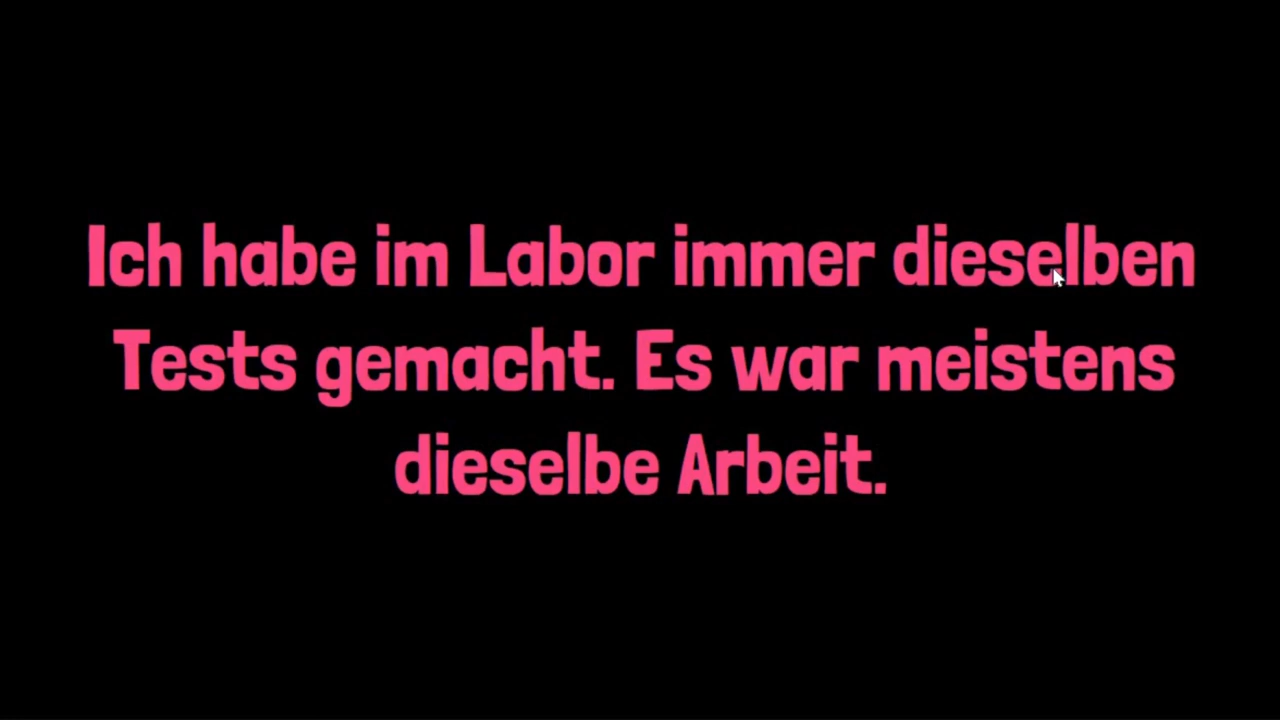 Ich habe im Labor immer dieselben
Tests gemacht. Es war meistens
dieselbe Arbeit.